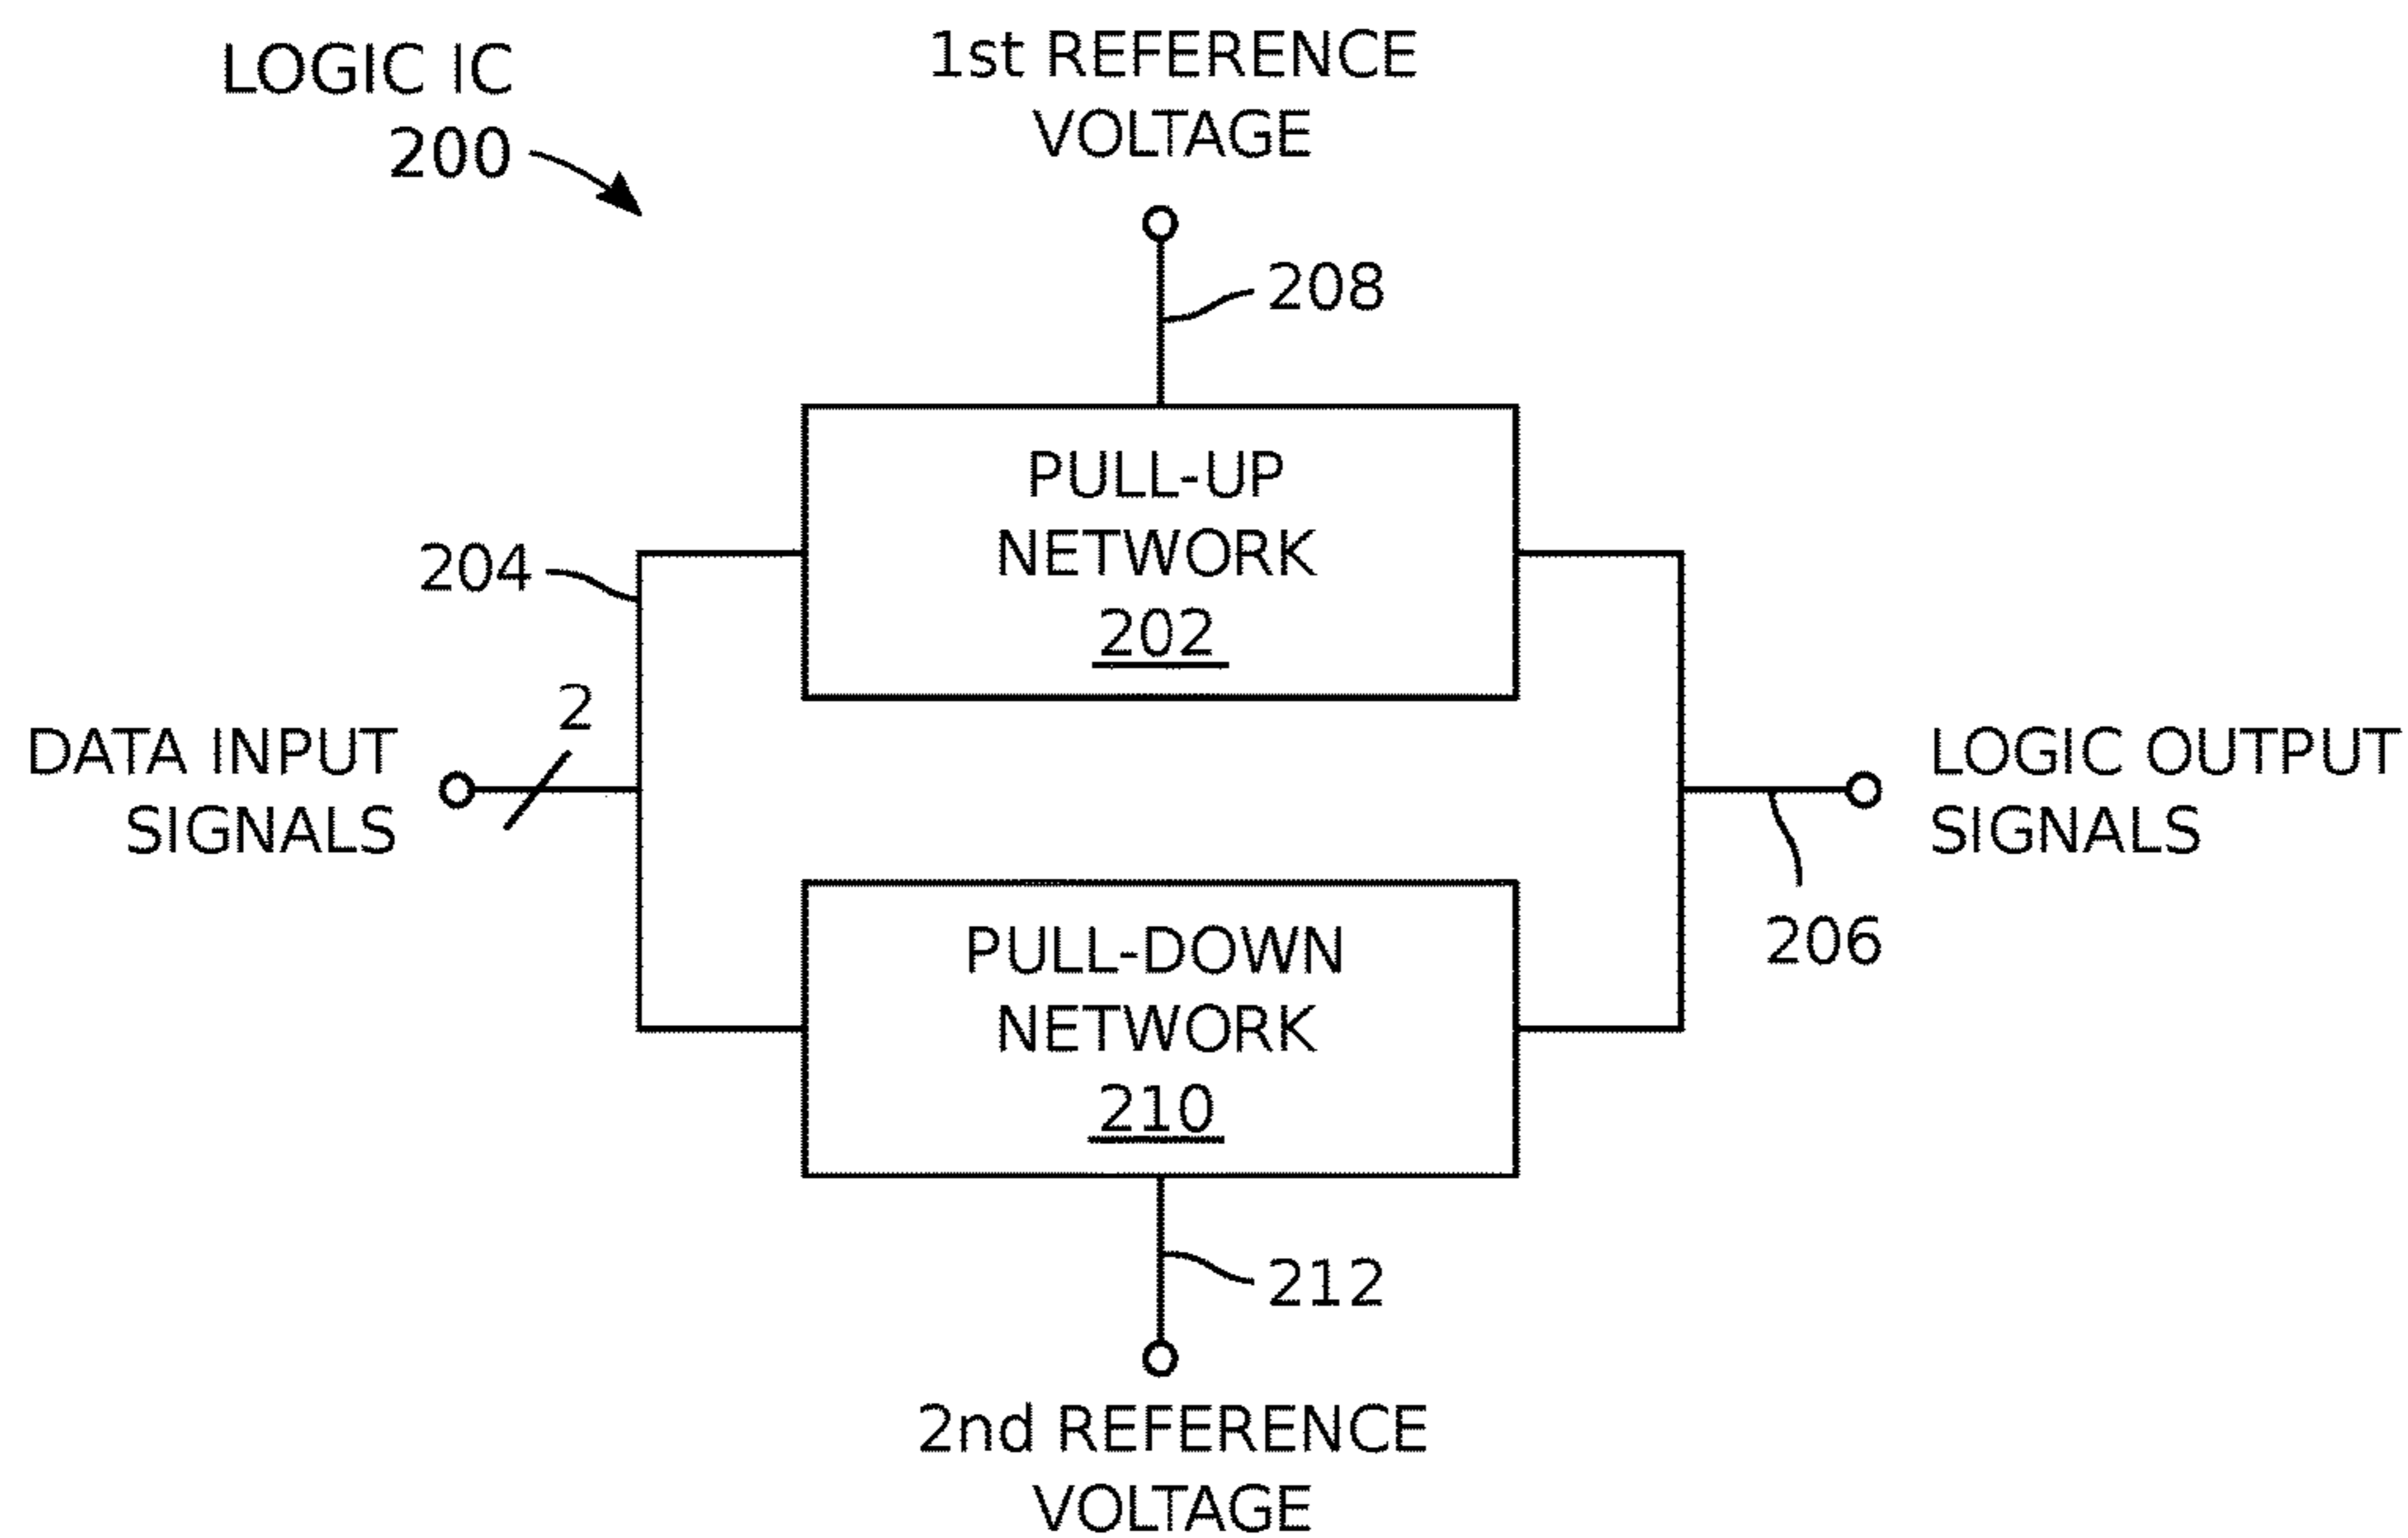 LOGIC IC
200
1st REFERENCE
VOLTAGE
208
PULL-UP
NETWORK
202
204
2
DATA INPUT
SIGNALS
LOGIC OUTPUT
SIGNALS
206
PULL-DOWN
NETWORK
210
212
2nd REFERENCE
VOLTAGE